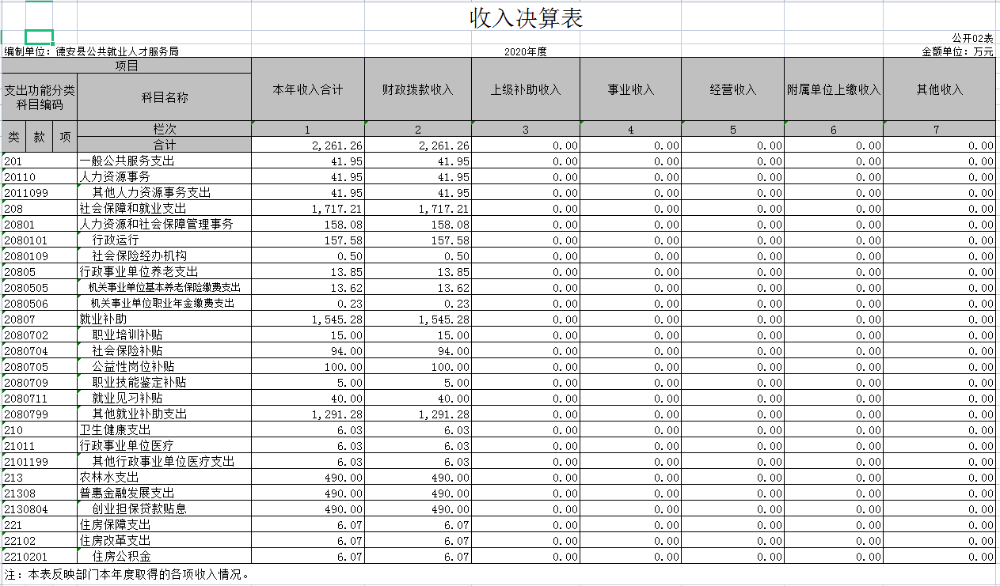 收入决算表
公开02表
编制单位：德安县公共就业人才服务局 2020年度 金额单位：万元
项目 本年收入合计 财政拨款收入 上级补助收入 事业收入 经营收入 附属单位上缴收入 其他收入
支出功能分类科目编码 科目名称
类 款 项 栏次 1 2 3 4 5 6 7
合计 2,261.26 2,261.26 0.00 0.00 0.00 0.00 0.00
201 一般公共服务支出 41.95 41.95 0.00 0.00 0.00 0.00 0.00
20110 人力资源事务 41.95 41.95 0.00 0.00 0.00 0.00 0.00
2011099 其他人力资源事务支出 41.95 41.95 0.00 0.00 0.00 0.00 0.00
208 社会保障和就业支出 1,717.21 1,717.21 0.00 0.00 0.00 0.00 0.00
20801 人力资源和社会保障管理事务 158.08 158.08 0.00 0.00 0.00 0.00 0.00
2080101 行政运行 157.58 157.58 0.00 0.00 0.00 0.00 0.00
2080109 社会保险经办机构 0.50 0.50 0.00 0.00 0.00 0.00 0.00
20805 行政事业单位养老支出 13.85 13.85 0.00 0.00 0.00 0.00 0.00
2080505 机关事业单位基本养老保险缴费支出 13.62 13.62 0.00 0.00 0.00 0.00 0.00
2080506 机关事业单位职业年金缴费支出 0.23 0.23 0.00 0.00 0.00 0.00 0.00
20807 就业补助 1,545.28 1,545.28 0.00 0.00 0.00 0.00 0.00
2080702 职业培训补贴 15.00 15.00 0.00 0.00 0.00 0.00 0.00
2080704 社会保险补贴 94.00 94.00 0.00 0.00 0.00 0.00 0.00
2080705 公益性岗位补贴 100.00 100.00 0.00 0.00 0.00 0.00 0.00
2080709 职业技能鉴定补贴 5.00 5.00 0.00 0.00 0.00 0.00 0.00
2080711 就业见习补贴 40.00 40.00 0.00 0.00 0.00 0.00 0.00
2080799 其他就业补助支出 1,291.28 1,291.28 0.00 0.00 0.00 0.00 0.00
210 卫生健康支出 6.03 6.03 0.00 0.00 0.00 0.00 0.00
21011 行政事业单位医疗 6.03 6.03 0.00 0.00 0.00 0.00 0.00
2101199 其他行政事业单位医疗支出 6.03 6.03 0.00 0.00 0.00 0.00 0.00
213 农林水支出 490.00 490.00 0.00 0.00 0.00 0.00 0.00
21308 普惠金融发展支出 490.00 490.00 0.00 0.00 0.00 0.00 0.00
2130804 创业担保贷款贴息 490.00 490.00 0.00 0.00 0.00 0.00 0.00
221 住房保障支出 6.07 6.07 0.00 0.00 0.00 0.00 0.00
22102 住房改革支出 6.07 6.07 0.00 0.00 0.00 0.00 0.00
2210201 住房公积金 6.07 6.07 0.00 0.00 0.00 0.00 0.00
注：本表反映部门本年度取得的各项收入情况。